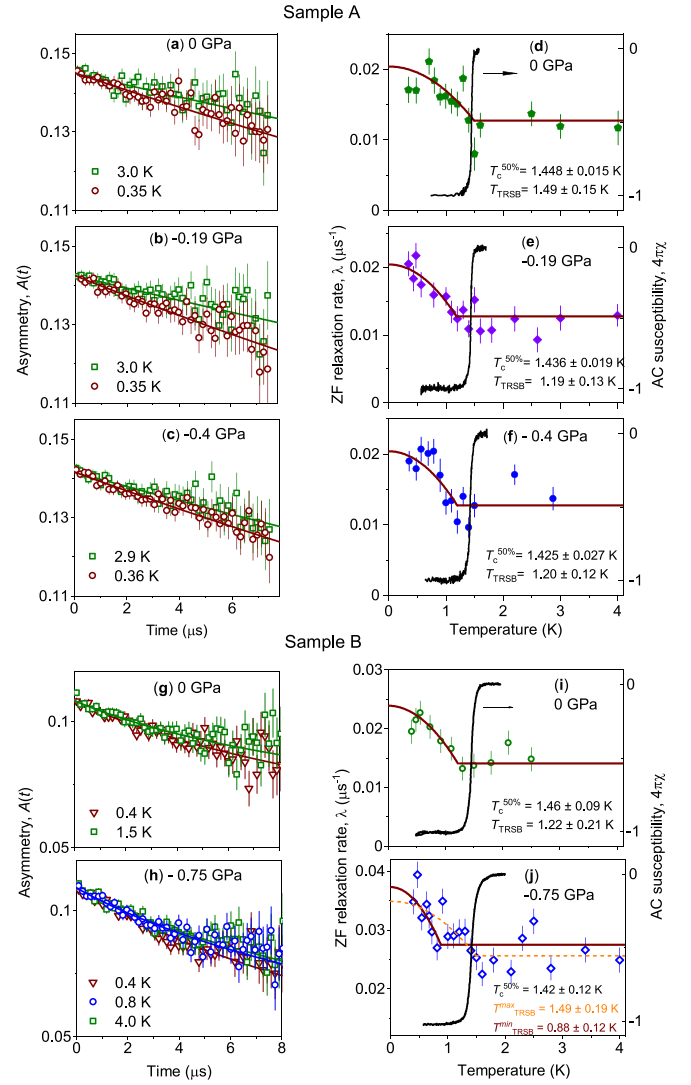 Sample A
(a) 0 GPa
0.15
0.13
0.11
3.0 K
0.35 K
(b) -0.19 GPa
0.15
0.13
0.11
3.0 K
0.35 K
(c) -0.4 GPa
0.15
0.13
0.11
2.9 K
0.36 K
0 2 4 6
Time (μs)
Asymmetry, A(t)
(d)
0 GPa
0.02
0.01
0
0
-1
T_c^50% = 1.448 ± 0.015 K
T_TRSB = 1.49 ± 0.15 K
(e)
-0.19 GPa
0.02
0.01
0
0
-1
T_c^50% = 1.436 ± 0.019 K
T_TRSB = 1.19 ± 0.13 K
(f) - 0.4 GPa
0.02
0.01
0
0
-1
T_c^50% = 1.425 ± 0.027 K
T_TRSB = 1.20 ± 0.12 K
0 1 2 3 4
Temperature (K)
ZF relaxation rate, λ (μs⁻¹)
AC susceptibility, 4πχ
Sample B
(g) 0 GPa
0.1
0.05
0.4 K
1.5 K
(h) - 0.75 GPa
0.1
0.05
0.4 K
0.8 K
4.0 K
0 2 4 6 8
Time (μs)
Asymmetry, A(t)
(i)
0 GPa
0.03
0.02
0.01
0
0
-1
T_c^50% = 1.46 ± 0.09 K
T_TRSB = 1.22 ± 0.21 K
(j)
-0.75 GPa
0.04
0.03
0.02
0
-1
T_c^50% = 1.42 ± 0.12 K
T^max_TRSB = 1.49 ± 0.19 K
T^min_TRSB = 0.88 ± 0.12 K
0 1 2 3 4
Temperature (K)
ZF relaxation rate, λ (μs⁻¹)
AC susceptibility, 4πχ